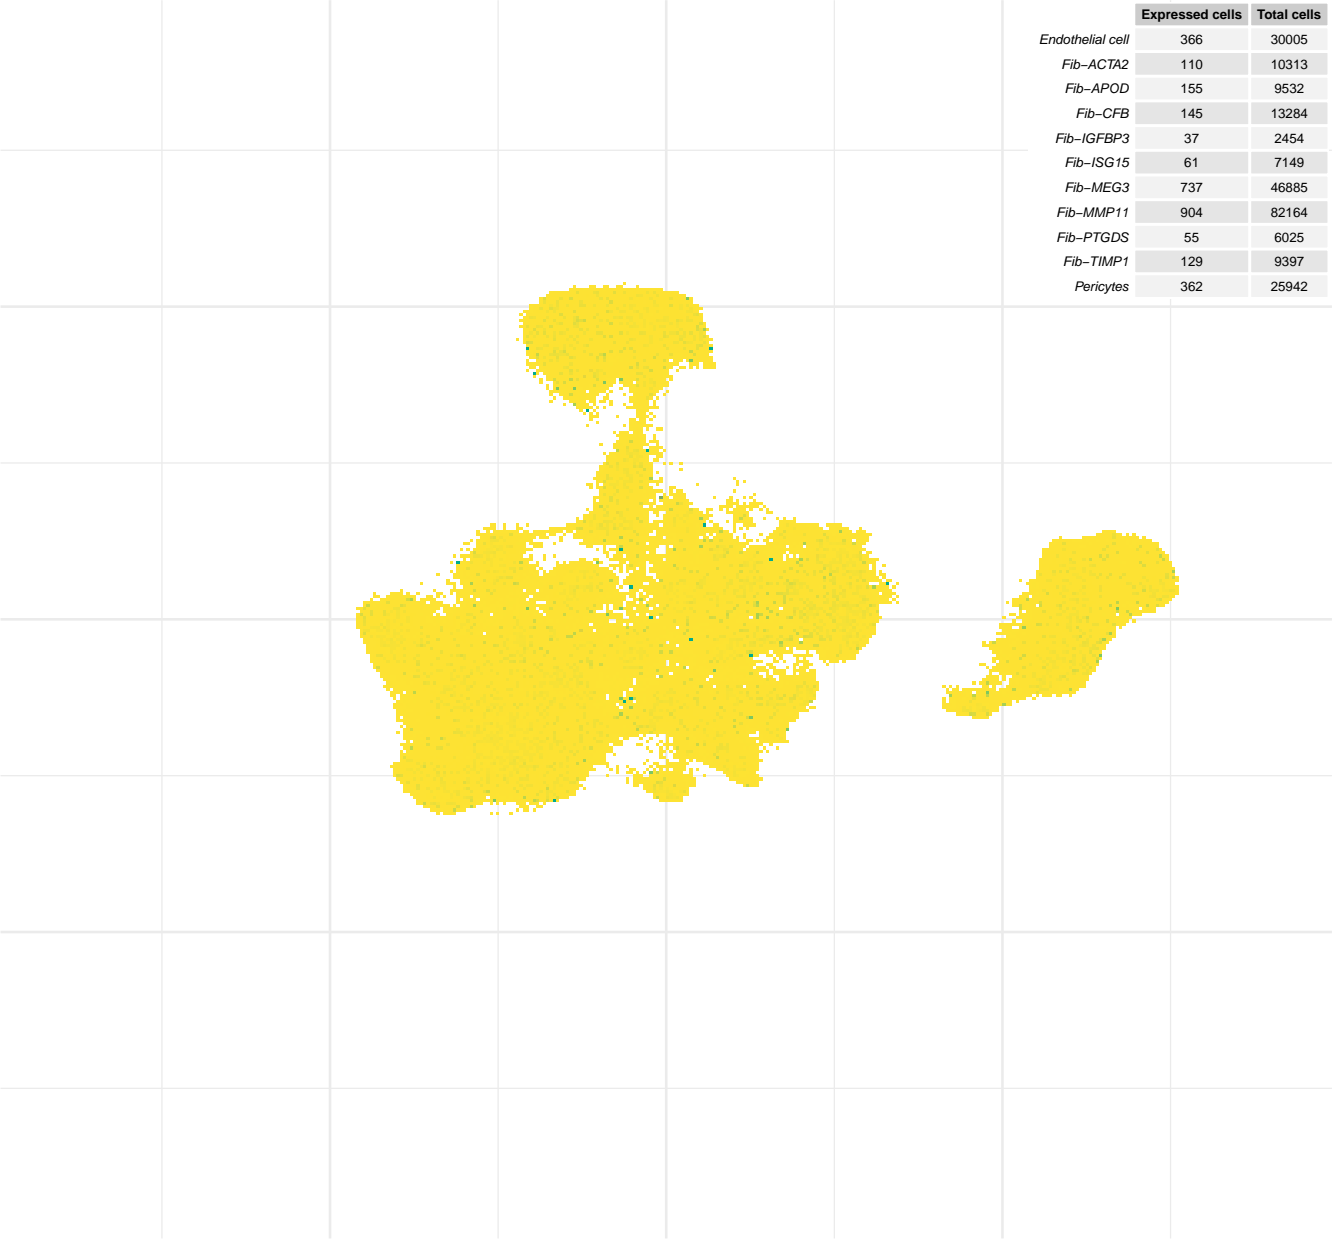 Expressed cells Total cells
Endothelial cell 366 30005
Fib−ACTA2 110 10313
Fib−APOD 155 9532
Fib−CFB 145 13284
Fib−IGFBP3 37 2454
Fib−ISG15 61 7149
Fib−MEG3 737 46885
Fib−MMP11 904 82164
Fib−PTGDS 55 6025
Fib−TIMP1 129 9397
Pericytes 362 25942